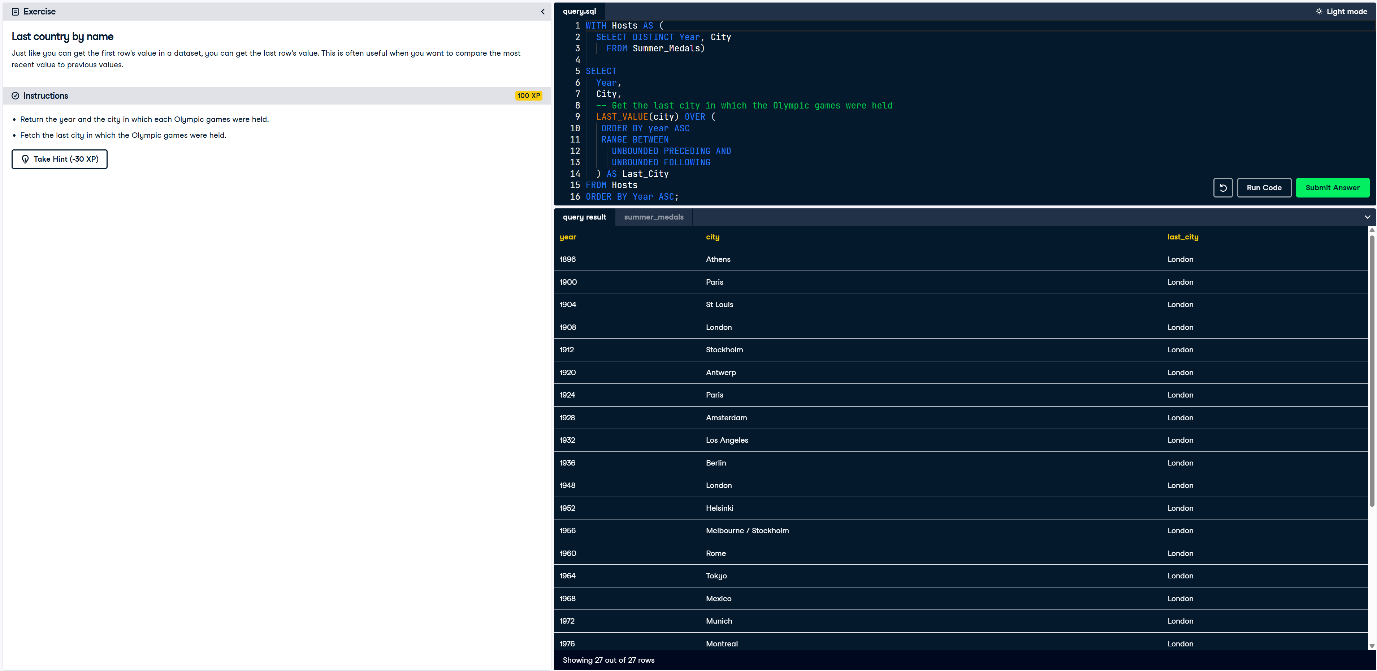 Exercise
Last country by name
Just like you can get the first row's value in a dataset, you can get the last row's value. This is often useful when you want to compare the most
recent value to previous values.
Instructions
100 XP
Return the year and the city in which each Olympic games were held.
Fetch the last city in which the Olympic games were held.
Take Hint (-30 XP)
query.sql
Light mode
1 WITH Hosts AS (
2 SELECT DISTINCT Year, City
3 FROM Summer_Medals)
4
5 SELECT
6 Year,
7 City,
8 -- Get the last city in which the Olympic games were held
9 LAST_VALUE(city) OVER (
10 ORDER BY year ASC
11 RANGE BETWEEN
12 UNBOUNDED PRECEDING AND
13 UNBOUNDED FOLLOWING
14 ) AS Last_City
15 FROM Hosts
16 ORDER BY Year ASC;
Run Code
Submit Answer
query result
summer_medals
year city last_city
1896 Athens London
1900 Paris London
1904 St Louis London
1908 London London
1912 Stockholm London
1920 Antwerp London
1924 Paris London
1928 Amsterdam London
1932 Los Angeles London
1936 Berlin London
1948 London London
1952 Helsinki London
1956 Melbourne / Stockholm London
1960 Rome London
1964 Tokyo London
1968 Mexico London
1972 Munich London
1976 Montreal London
Showing 27 out of 27 rows